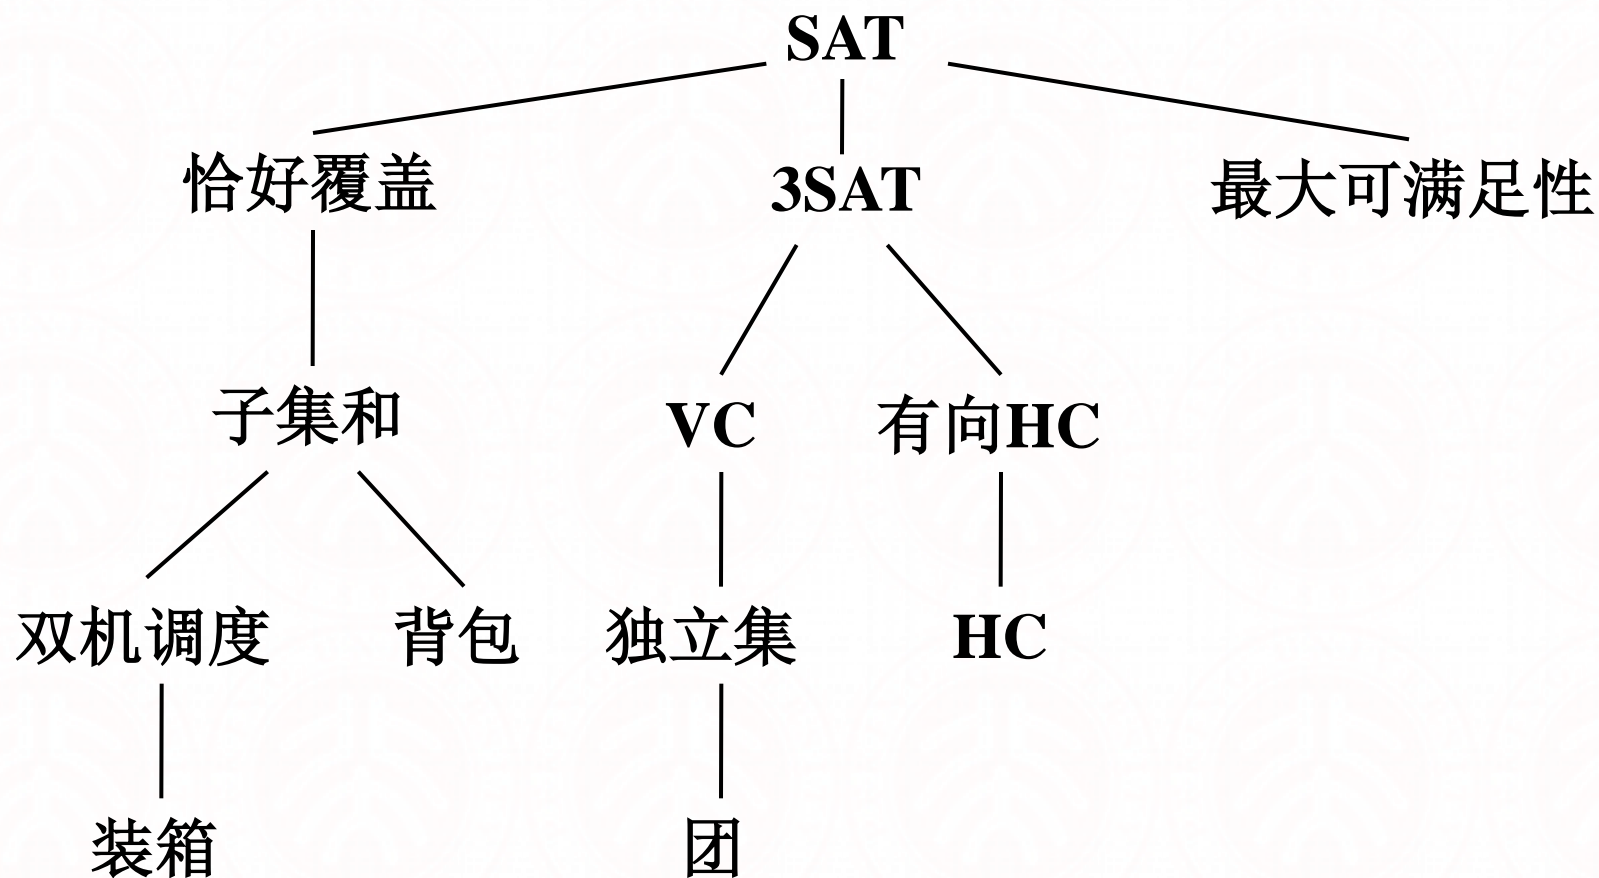 SAT
恰好覆盖 3SAT 最大可满足性
子集和 VC 有向HC
双机调度 背包 独立集 HC
装箱 团